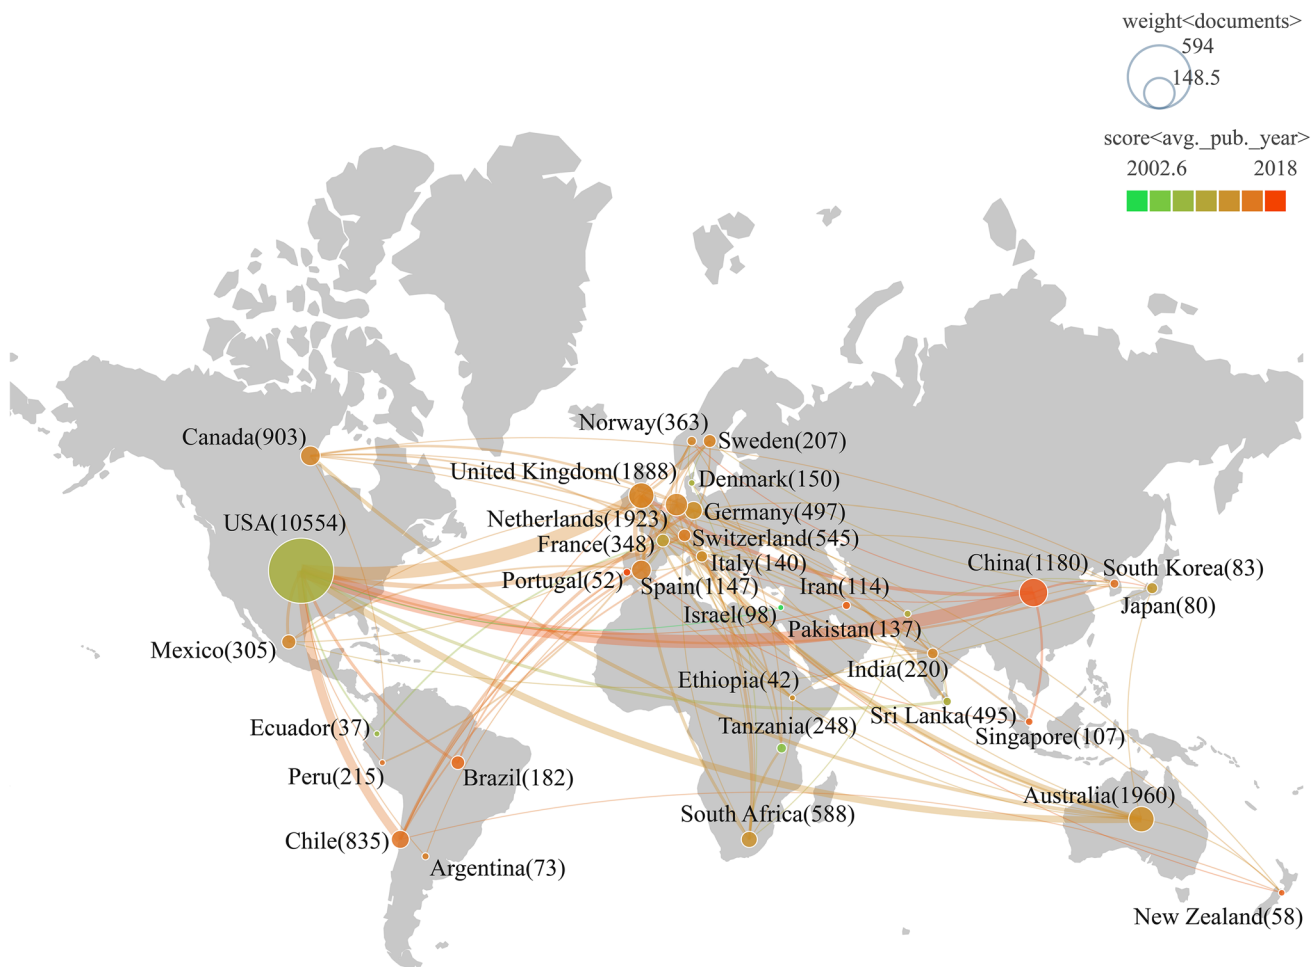 weight<documents>
594
148.5
score<avg._pub._year>
2002.6 2018
Norway(363)
Canada(903)
Sweden(207)
United Kingdom(1888)
Denmark(150)
USA(10554)
Netherlands(1923)
Germany(497)
France(348)
Switzerland(545)
Italy(140)
China(1180)
South Korea(83)
Portugal(52)
Spain(1147)
Iran(114)
Japan(80)
Israel(98)
Pakistan(137)
Mexico(305)
India(220)
Ethiopia(42)
Ecuador(37)
Tanzania(248)
Sri Lanka(495)
Singapore(107)
Peru(215)
Brazil(182)
Australia(1960)
South Africa(588)
Chile(835)
Argentina(73)
New Zealand(58)